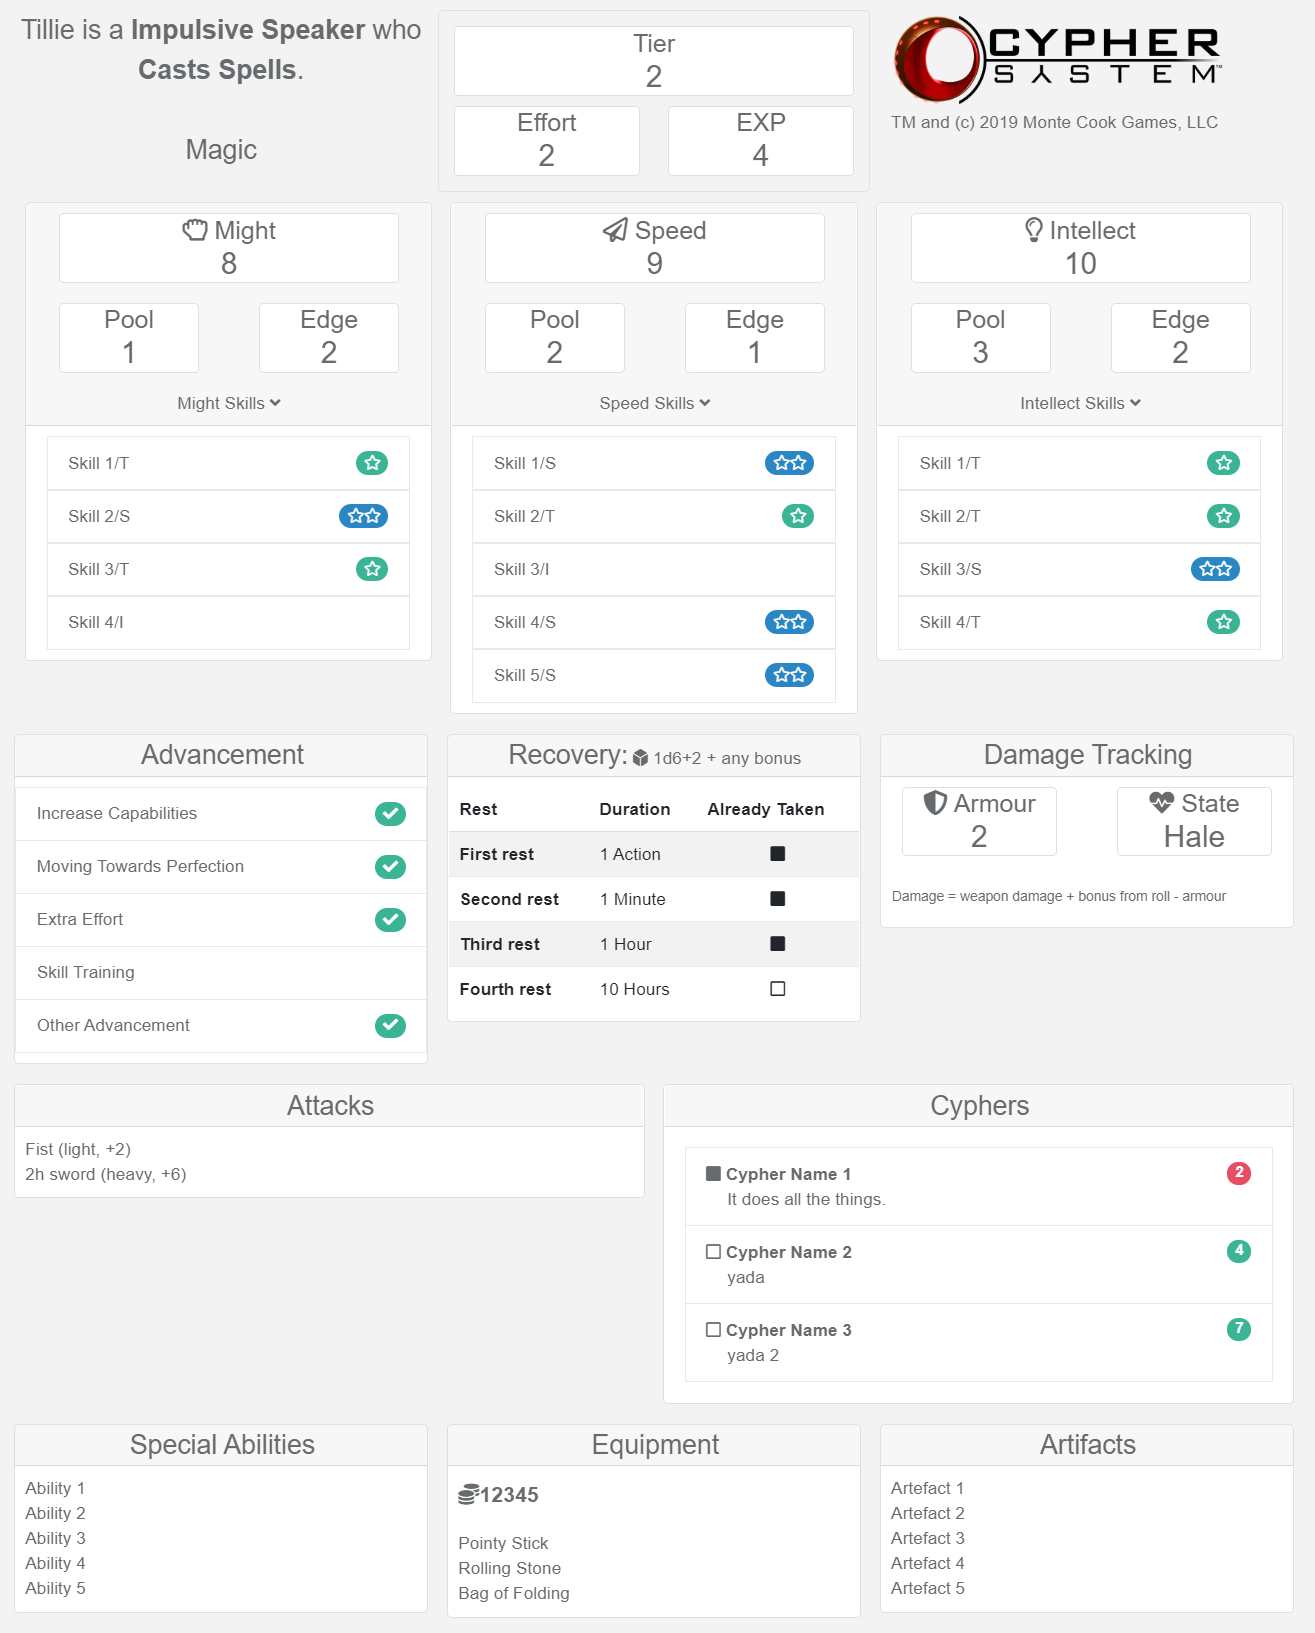 Tillie is a Impulsive Speaker who
Casts Spells.
Magic
Tier
2
Effort
2
EXP
4
CYPHER
SYSTEM™
TM and (c) 2019 Monte Cook Games, LLC
Might
8
Pool
1
Edge
2
Might Skills
Skill 1/T
Skill 2/S
Skill 3/T
Skill 4/I
Speed
9
Pool
2
Edge
1
Speed Skills
Skill 1/S
Skill 2/T
Skill 3/I
Skill 4/S
Skill 5/S
Intellect
10
Pool
3
Edge
2
Intellect Skills
Skill 1/T
Skill 2/T
Skill 3/S
Skill 4/T
Advancement
Increase Capabilities
Moving Towards Perfection
Extra Effort
Skill Training
Other Advancement
Recovery: 1d6+2 + any bonus
Rest Duration Already Taken
First rest 1 Action
Second rest 1 Minute
Third rest 1 Hour
Fourth rest 10 Hours
Damage Tracking
Armour
2
State
Hale
Damage = weapon damage + bonus from roll - armour
Attacks
Fist (light, +2)
2h sword (heavy, +6)
Cyphers
Cypher Name 1 2
It does all the things.
Cypher Name 2 4
yada
Cypher Name 3 7
yada 2
Special Abilities
Ability 1
Ability 2
Ability 3
Ability 4
Ability 5
Equipment
12345
Pointy Stick
Rolling Stone
Bag of Folding
Artifacts
Artefact 1
Artefact 2
Artefact 3
Artefact 4
Artefact 5